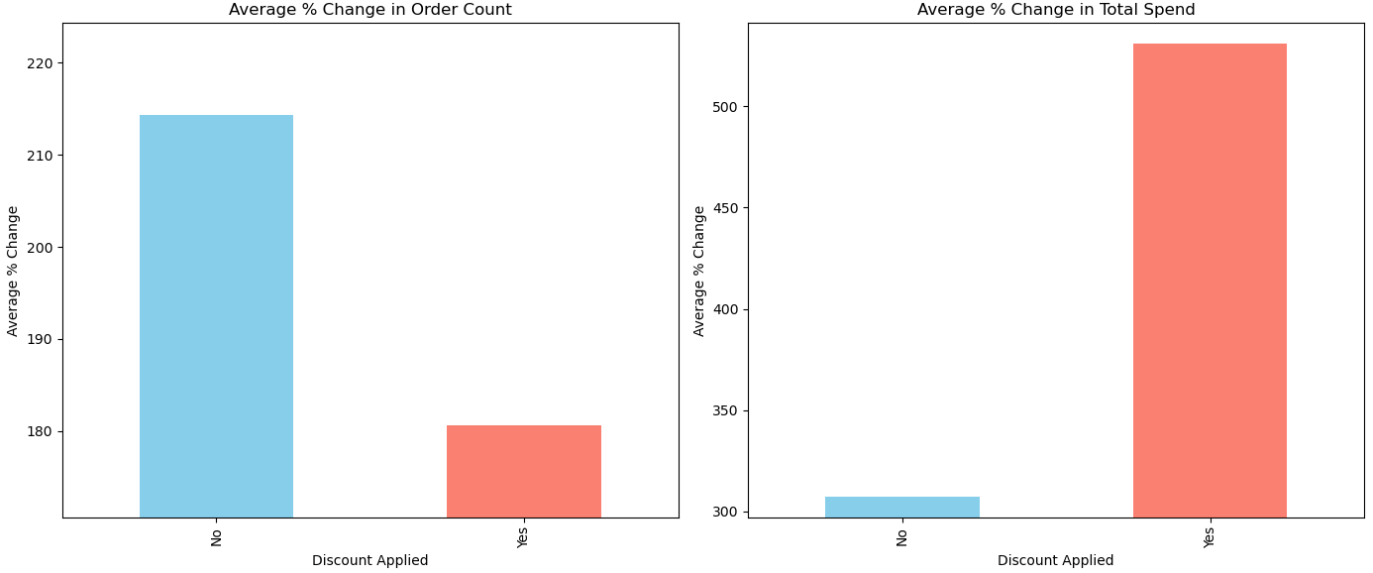 Average % Change in Order Count
Average % Change
220
210
200
190
180
No
Yes
Discount Applied
Average % Change in Total Spend
Average % Change
500
450
400
350
300
No
Yes
Discount Applied